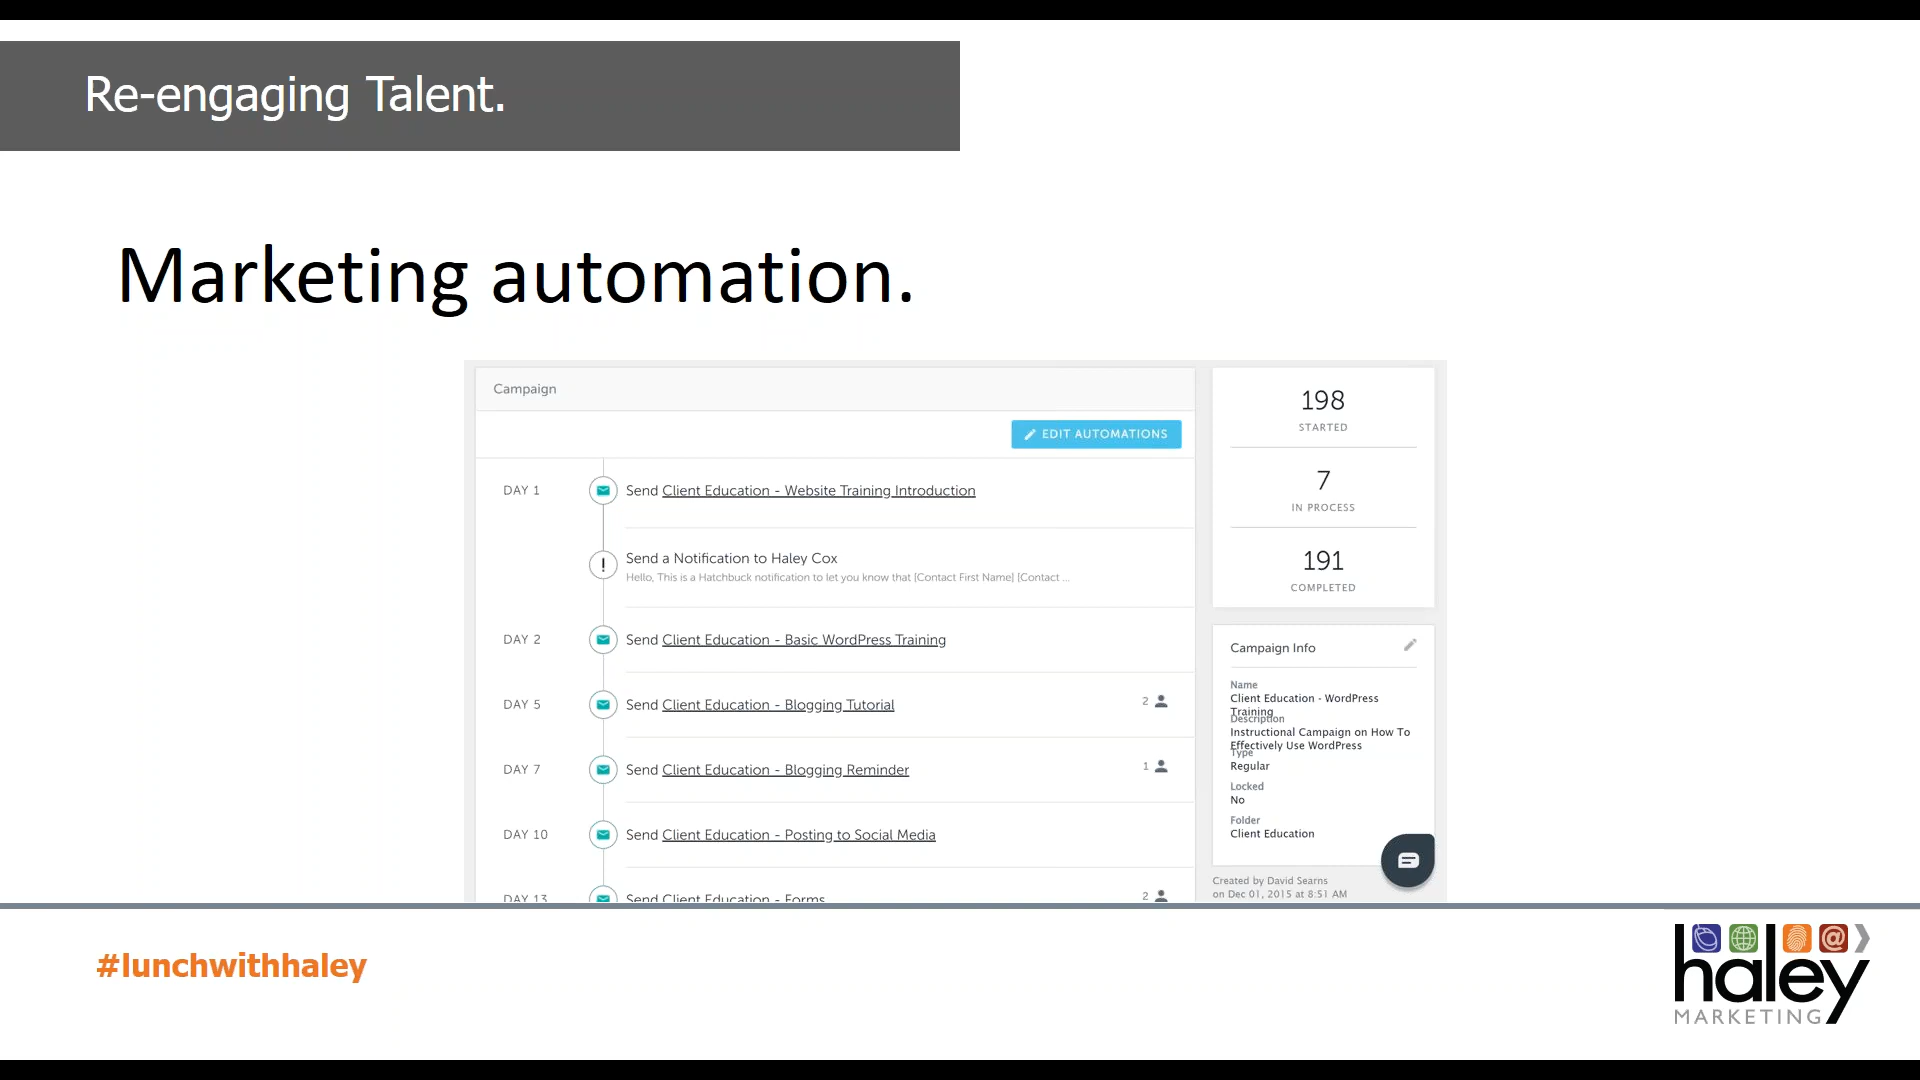 Re-engaging Talent.
Marketing automation.
Campaign
EDIT AUTOMATIONS
DAY 1
Send Client Education - Website Training Introduction
Send a Notification to Haley Cox
Hello, This is a Hatchbuck notification to let you know that [Contact First Name] [Contact ...
DAY 2
Send Client Education - Basic WordPress Training
DAY 5
Send Client Education - Blogging Tutorial
2
DAY 7
Send Client Education - Blogging Reminder
1
DAY 10
Send Client Education - Posting to Social Media
DAY 13
Send Client Education - Forms
2
198
STARTED
7
IN PROCESS
191
COMPLETED
Campaign Info
Name
Client Education - WordPress
Training
Description
Instructional Campaign on How To
Effectively Use WordPress
Type
Regular
Locked
No
Folder
Client Education
Created by David Searns
on Dec 01, 2015 at 8:51 AM
#lunchwithhaley
haley
MARKETING